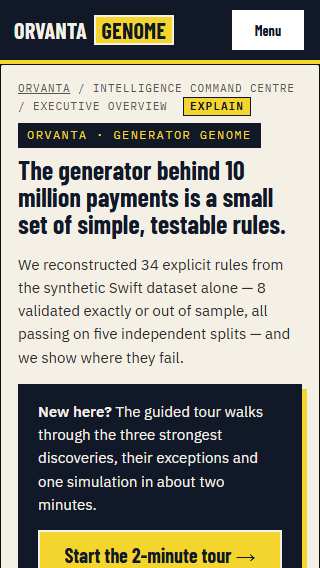 ORVANTA GENOME
Menu
ORVANTA / INTELLIGENCE COMMAND CENTRE
/ EXECUTIVE OVERVIEW EXPLAIN
ORVANTA · GENERATOR GENOME
The generator behind 10
million payments is a small
set of simple, testable rules.
We reconstructed 34 explicit rules from
the synthetic Swift dataset alone — 8
validated exactly or out of sample, all
passing on five independent splits — and
we show where they fail.
New here? The guided tour walks
through the three strongest
discoveries, their exceptions and
one simulation in about two
minutes.
Start the 2-minute tour →